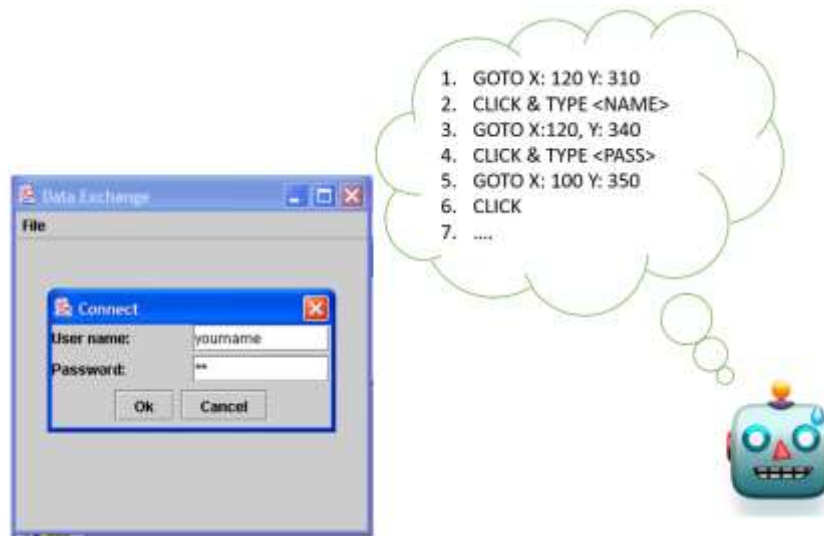 1. GOTO X: 120 Y: 310
2. CLICK & TYPE <NAME>
3. GOTO X:120, Y: 340
4. CLICK & TYPE <PASS>
5. GOTO X: 100 Y: 350
6. CLICK
7. ....
Data Exchange
File
Connect
User name: yourname
Password: **
Ok Cancel